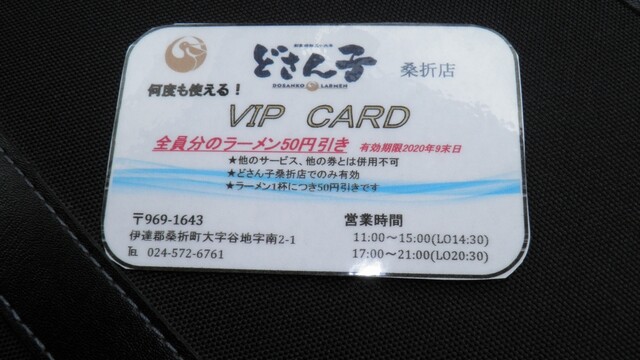 どさん子
DOSANKO LARMEN
桑折店
何度も使える！
VIP CARD
全員分のラーメン50円引き 有効期限2020年9末日
★他のサービス、他の券とは併用不可
★どさん子桑折店でのみ有効
★ラーメン1杯につき50円引きです
〒969-1643
伊達郡桑折町大字谷地字南2-1
℡ 024-572-6761
営業時間
11:00～15:00(LO14:30)
17:00～21:00(LO20:30)